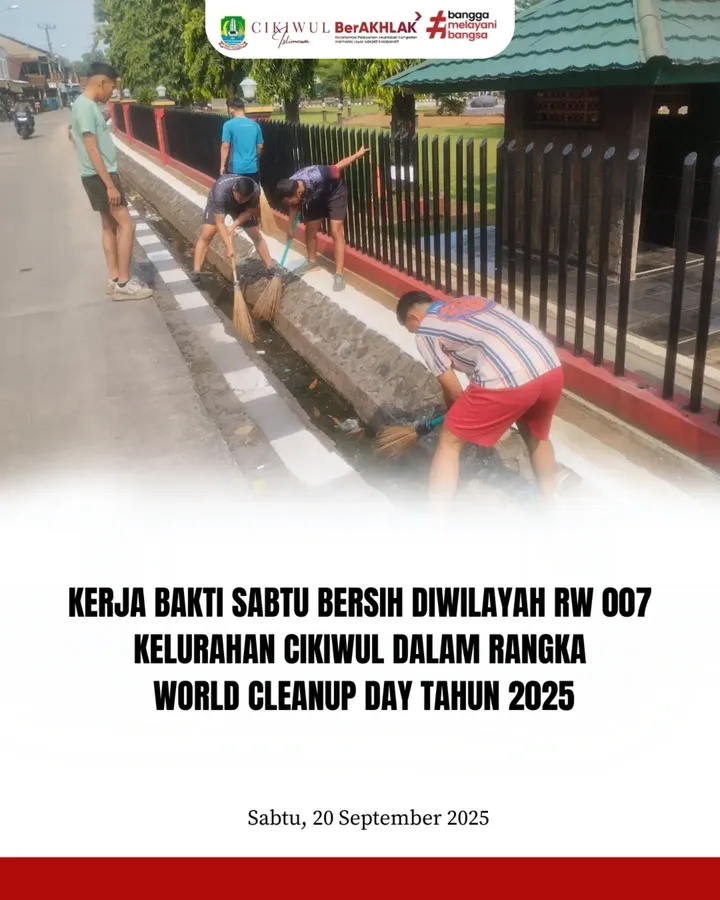 CIKIWUL
Istimewa
BerAKHLAK
#bangga
melayani
bangsa
KERJA BAKTI SABTU BERSIH DIWILAYAH RW 007
KELURAHAN CIKIWUL DALAM RANGKA
WORLD CLEANUP DAY TAHUN 2025
Sabtu, 20 September 2025